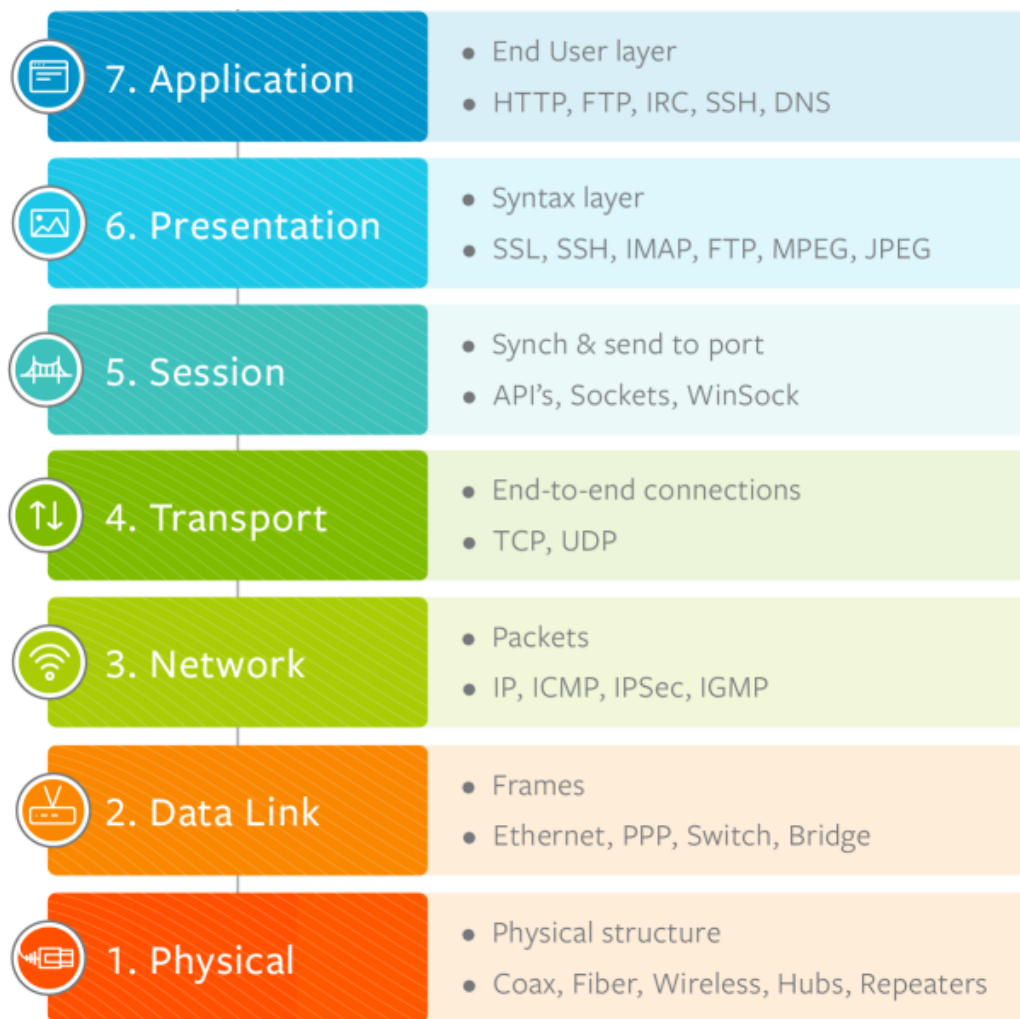 7. Application
• End User layer
• HTTP, FTP, IRC, SSH, DNS
6. Presentation
• Syntax layer
• SSL, SSH, IMAP, FTP, MPEG, JPEG
5. Session
• Synch & send to port
• API's, Sockets, WinSock
4. Transport
• End-to-end connections
• TCP, UDP
3. Network
• Packets
• IP, ICMP, IPSec, IGMP
2. Data Link
• Frames
• Ethernet, PPP, Switch, Bridge
1. Physical
• Physical structure
• Coax, Fiber, Wireless, Hubs, Repeaters